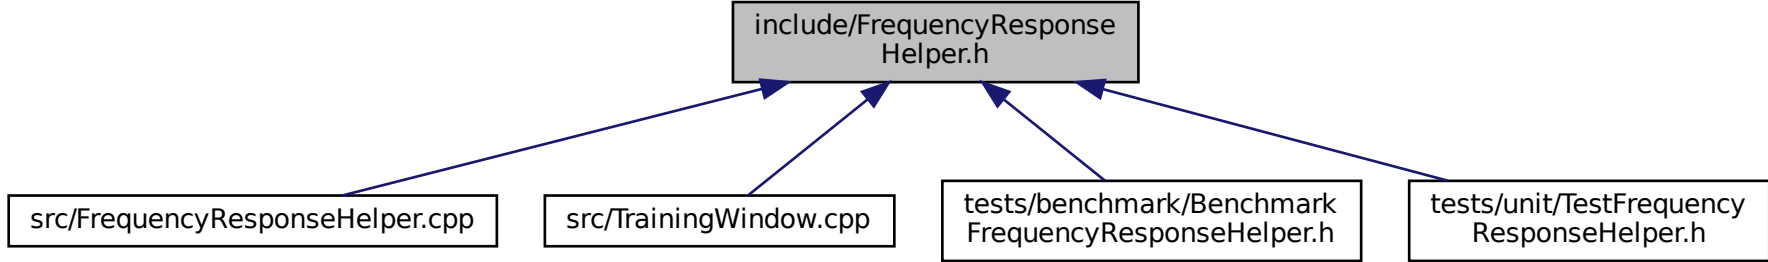 include/FrequencyResponse
Helper.h
src/FrequencyResponseHelper.cpp
src/TrainingWindow.cpp
tests/benchmark/Benchmark
FrequencyResponseHelper.h
tests/unit/TestFrequency
ResponseHelper.h